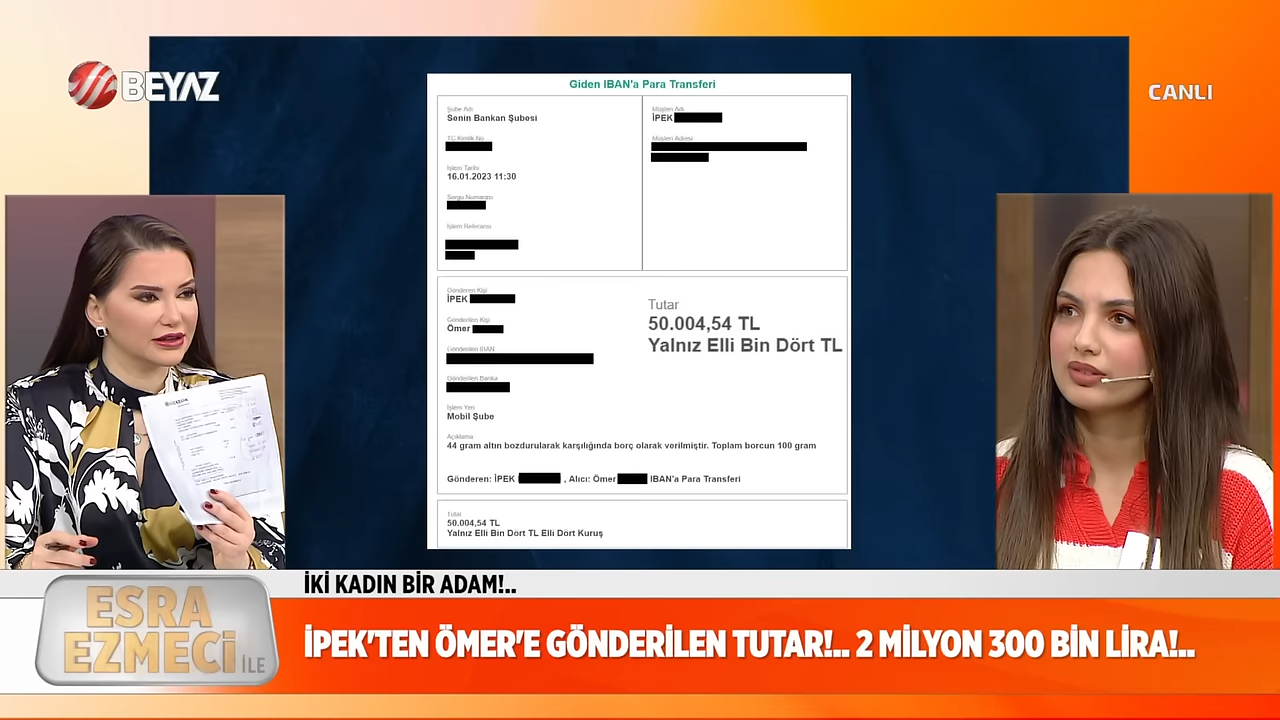 BEYAZ
CANLI
Giden IBAN'a Para Transferi
Şube Adı
Senin Bankan Şubesi
TC Kimlik No
İşlem Tarihi
16.01.2023 11:30
Sorgu Numarası
İşlem Referansı
Müşteri Adı
İPEK
Müşteri Adresi
Gönderen Kişi
İPEK
Gönderilen Kişi
Ömer
Gönderilen IBAN
Gönderilen Banka
İşlem Yeri
Mobil Şube
Tutar
50.004,54 TL
Yalnız Elli Bin Dört TL
Açıklama
44 gram altın bozdurularak karşılığında borç olarak verilmiştir. Toplam borcun 100 gram
Gönderen: İPEK , Alıcı: Ömer IBAN'a Para Transferi
Tutar
50.004,54 TL
Yalnız Elli Bin Dört TL Elli Dört Kuruş
İKİ KADIN BİR ADAM!..
ESRA
EZMECİ
İLE
İPEK'TEN ÖMER'E GÖNDERİLEN TUTAR!.. 2 MİLYON 300 BİN LİRA!..